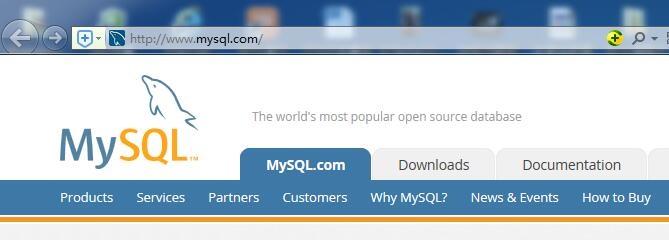 http://www.mysql.com/
MySQL™
The world's most popular open source database
MySQL.com Downloads Documentation
Products Services Partners Customers Why MySQL? News & Events How to Buy